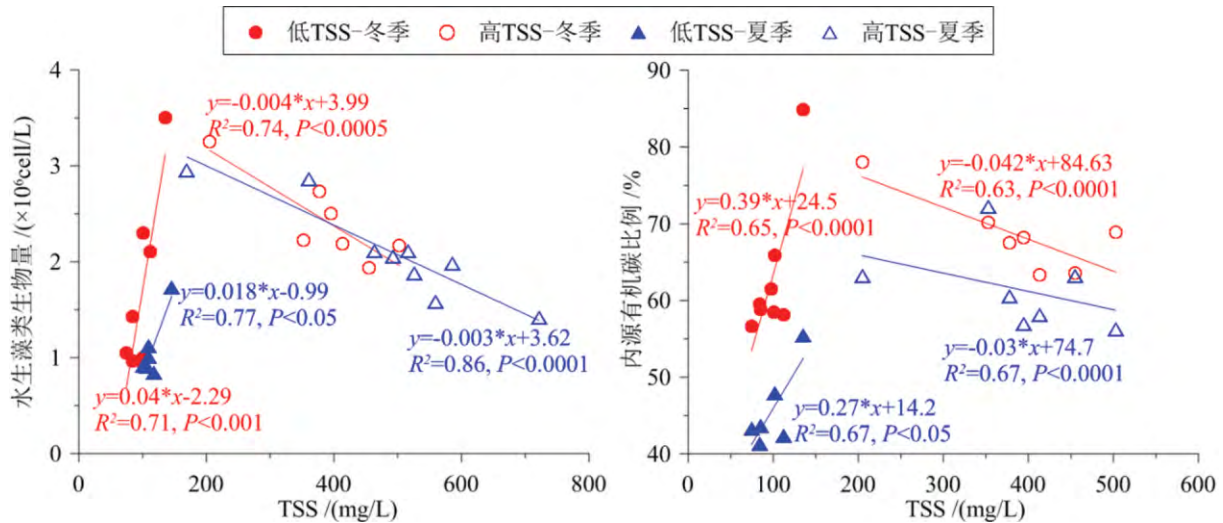 低TSS-冬季 高TSS-冬季 低TSS-夏季 高TSS-夏季
水生藻类生物量 /(×10⁶cell/L)
4
3
2
1
0
y=-0.004*x+3.99
R²=0.74, P<0.0005
y=0.018*x-0.99
R²=0.77, P<0.05
y=-0.003*x+3.62
R²=0.86, P<0.0001
y=0.04*x-2.29
R²=0.71, P<0.001
0 200 400 600 800
TSS /(mg/L)
内源有机碳比例 /%
90
80
70
60
50
40
y=-0.042*x+84.63
R²=0.63, P<0.0001
y=0.39*x+24.5
R²=0.65, P<0.0001
y=-0.03*x+74.7
R²=0.67, P<0.0001
y=0.27*x+14.2
R²=0.67, P<0.05
0 100 200 300 400 500 600
TSS /(mg/L)